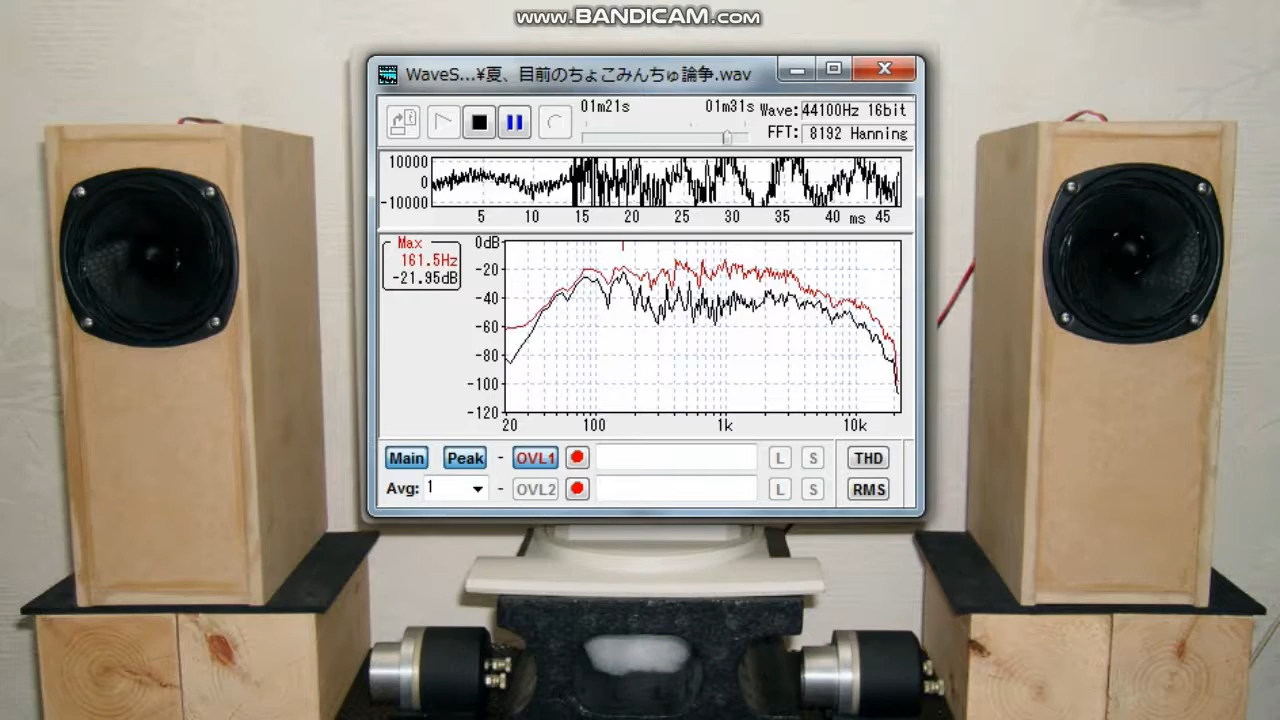 www.BANDICAM.com
WaveS...¥夏、目前のちょこみんちゅ論争.wav
01m21s 01m31s
Wave: 44100Hz 16bit
FFT: 8192 Hanning
10000
0
-10000
5 10 15 20 25 30 35 40 ms 45
Max
161.5Hz
-21.95dB
0dB
-20
-40
-60
-80
-100
-120
20 100 1k 10k
Main Peak - OVL1 L S THD
Avg: 1 - OVL2 L S RMS